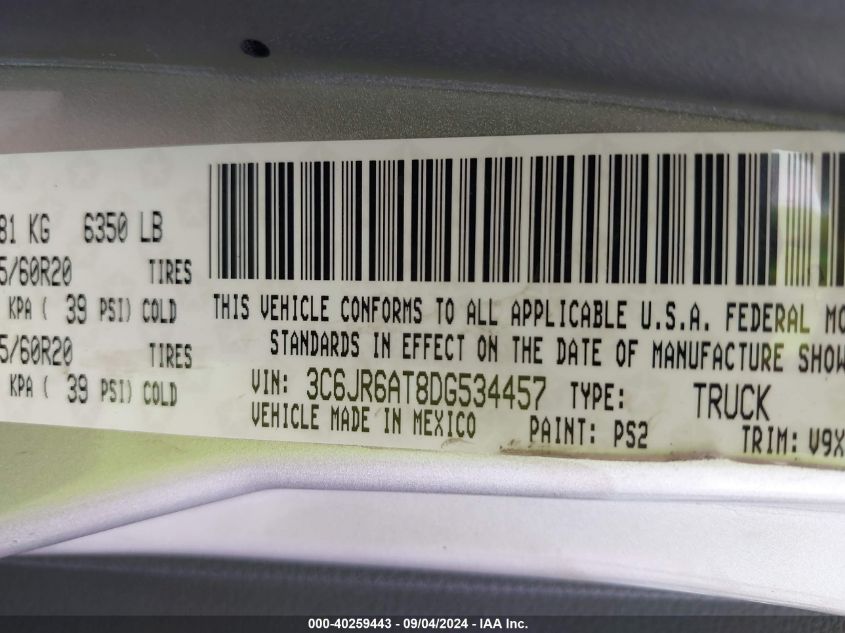 81 KG 6350 LB
5/60R20 TIRES
KPA ( 39 PSI) COLD
5/60R20 TIRES
KPA ( 39 PSI) COLD
THIS VEHICLE CONFORMS TO ALL APPLICABLE U.S.A. FEDERAL MO
STANDARDS IN EFFECT ON THE DATE OF MANUFACTURE SHOW
VIN: 3C6JR6AT8DG534457 TYPE: TRUCK
VEHICLE MADE IN MEXICO PAINT: PS2 TRIM: V9X
000-40259443 - 09/04/2024 - IAA Inc.